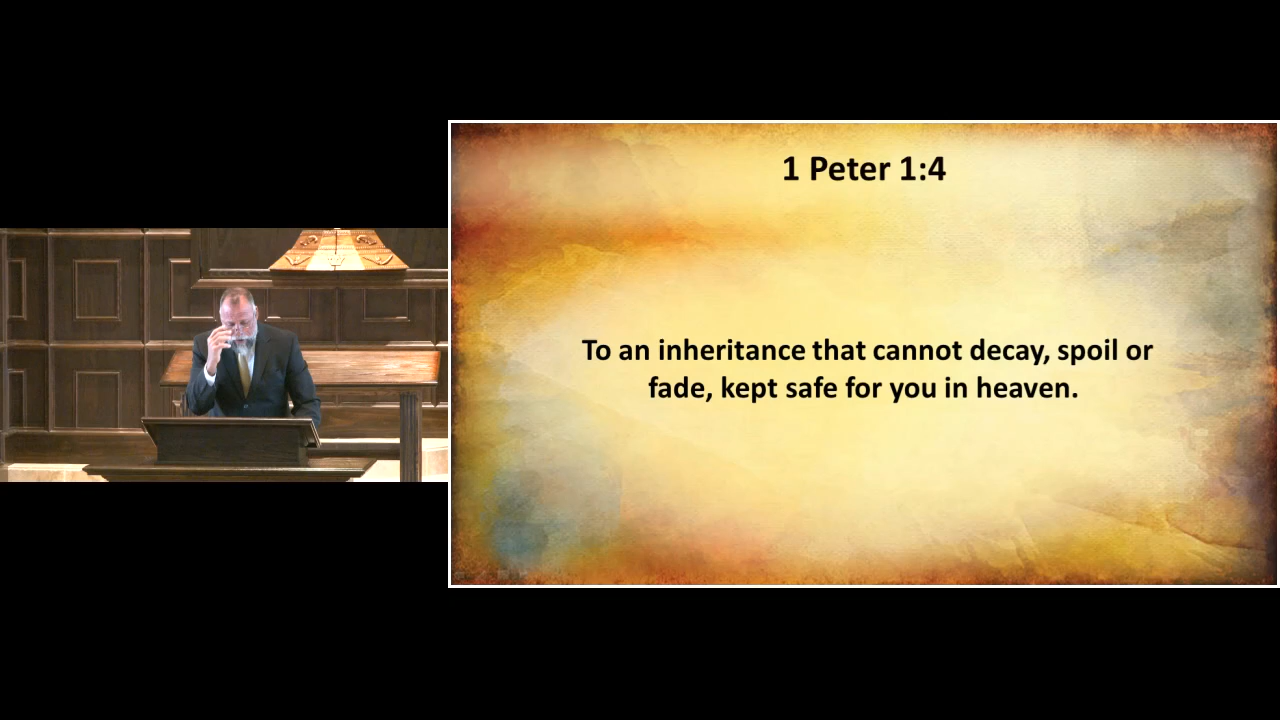 1 Peter 1:4
To an inheritance that cannot decay, spoil or
fade, kept safe for you in heaven.